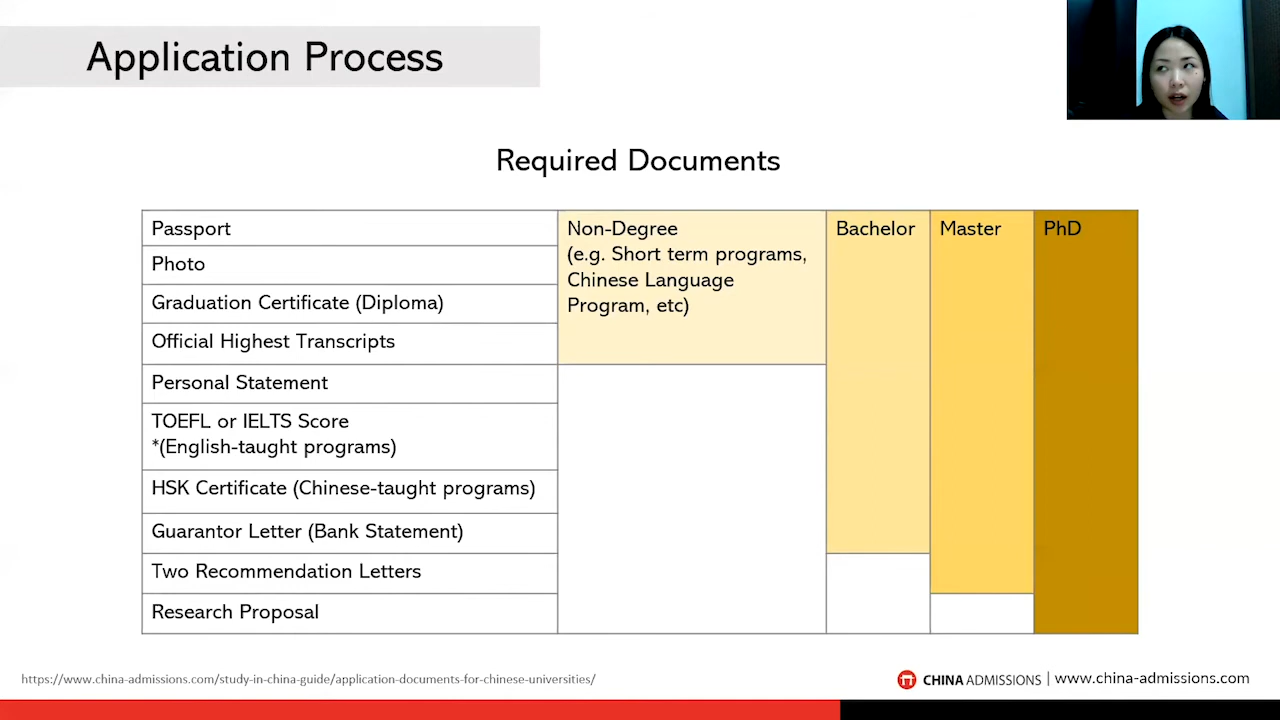 Application Process
Required Documents
Passport
Photo
Graduation Certificate (Diploma)
Official Highest Transcripts
Personal Statement
TOEFL or IELTS Score
*(English-taught programs)
HSK Certificate (Chinese-taught programs)
Guarantor Letter (Bank Statement)
Two Recommendation Letters
Research Proposal
Non-Degree
(e.g. Short term programs,
Chinese Language
Program, etc)
Bachelor
Master
PhD
https://www.china-admissions.com/study-in-china-guide/application-documents-for-chinese-universities/
CHINA ADMISSIONS | www.china-admissions.com